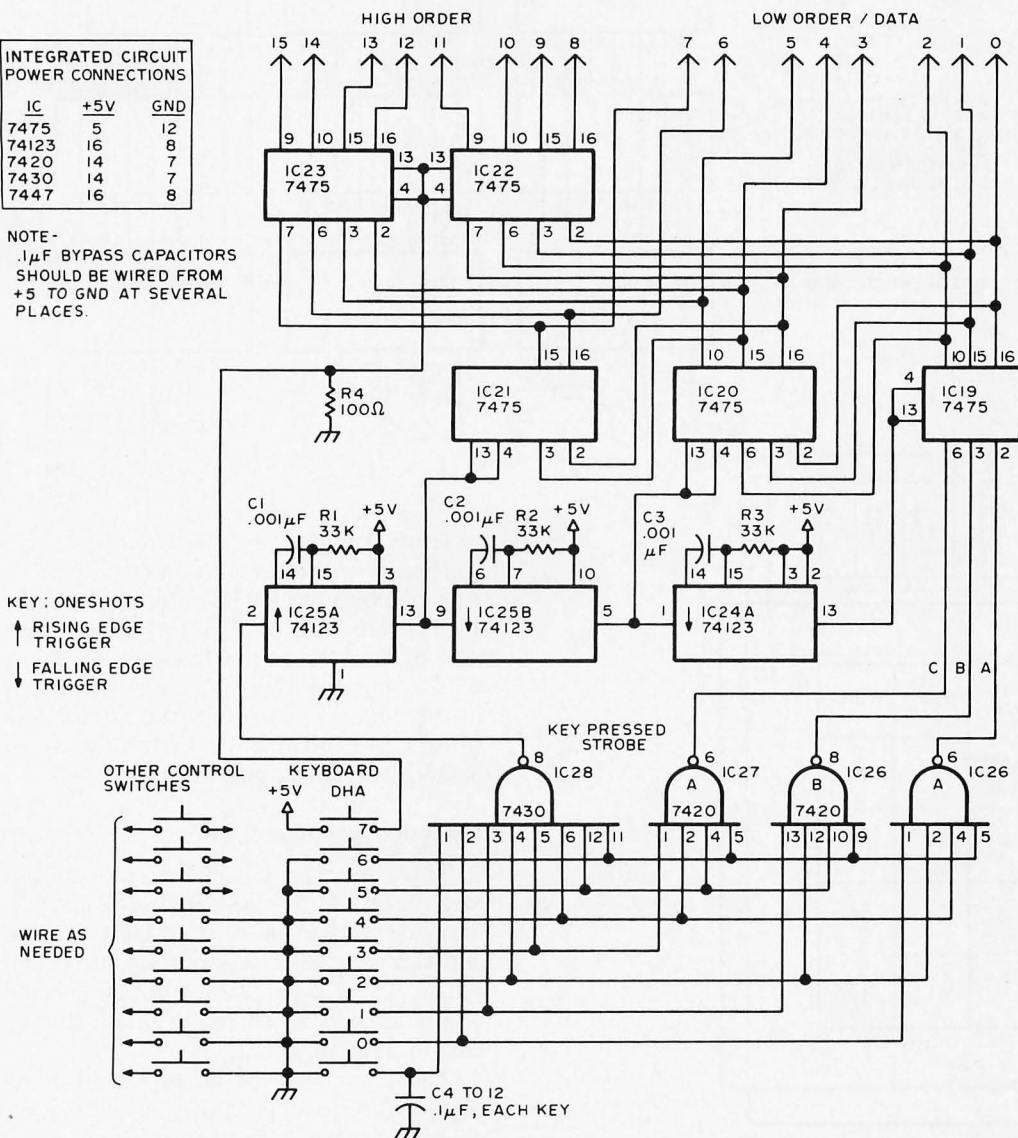 HIGH ORDER
LOW ORDER / DATA
15 14 13 12 11 10 9 8 7 6 5 4 3 2 1 0
INTEGRATED CIRCUIT
POWER CONNECTIONS
IC +5V GND
7475 5 12
74123 16 8
7420 14 7
7430 14 7
7447 16 8
NOTE-
.1µF BYPASS CAPACITORS
SHOULD BE WIRED FROM
+5 TO GND AT SEVERAL
PLACES.
9 10 15 16
IC23
7475
13
4
7 6 3 2
9 10 15 16
IC22
7475
13
4
7 6 3 2
R4
100Ω
15 16
IC21
7475
13 4 3 2
10 15 16
IC20
7475
13 4 6 3 2
10 15 16
4
13
IC19
7475
6 3 2
C1
.001µF
R1
33K
+5V
14 15 3
2
IC25A
74123
13
1
C2
.001µF
R2
33K
+5V
6 7 10
9
IC25B
74123
5
C3
.001
µF
R3
33K
+5V
14 15 3 2
1
IC24A
74123
13
KEY: ONESHOTS
RISING EDGE
TRIGGER
FALLING EDGE
TRIGGER
C B A
KEY PRESSED
STROBE
8
IC28
7430
1 2 3 4 5 6 12 11
6
IC27
A
7420
1 2 4 5
8
IC26
B
7420
13 12 10 9
6
IC26
A
1 2 4 5
OTHER CONTROL
SWITCHES
KEYBOARD
DHA
+5V
7
6
5
4
3
2
1
0
WIRE AS
NEEDED
C4 TO 12
.1µF, EACH KEY